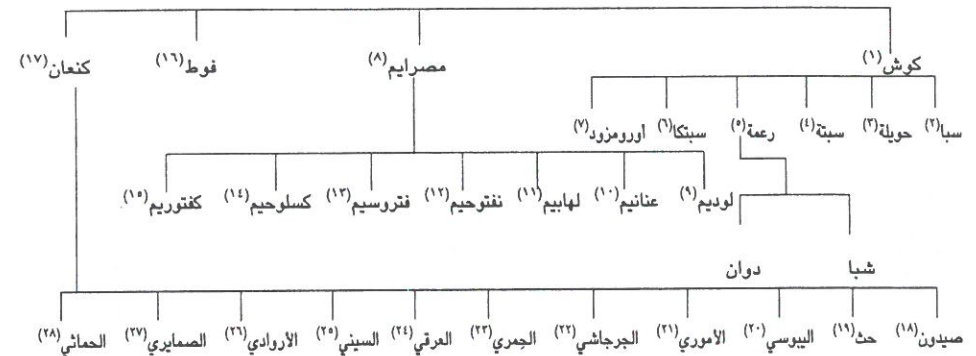 كوش(١) مصرايم(٨) فوط(١٦) كنعان(١٧)
سبا(٢) حويلة(٣) سبتة(٤) رعمة(٥) سبتكا(٦) أورومزود(٧)
لوديم(٩) عنانيم(١٠) لهابيم(١١) نفتوحيم(١٢) فتروسيم(١٣) كسلوحيم(١٤) كفتوريم(١٥)
شبا دوان
صيدون(١٨) حث(١٩) اليبوسي(٢٠) الأموري(٢١) الجرجاشي(٢٢) الحِمري(٢٣) العرقي(٢٤) السيني(٢٥) الأروادي(٢٦) الصمايري(٢٧) الحماثي(٢٨)